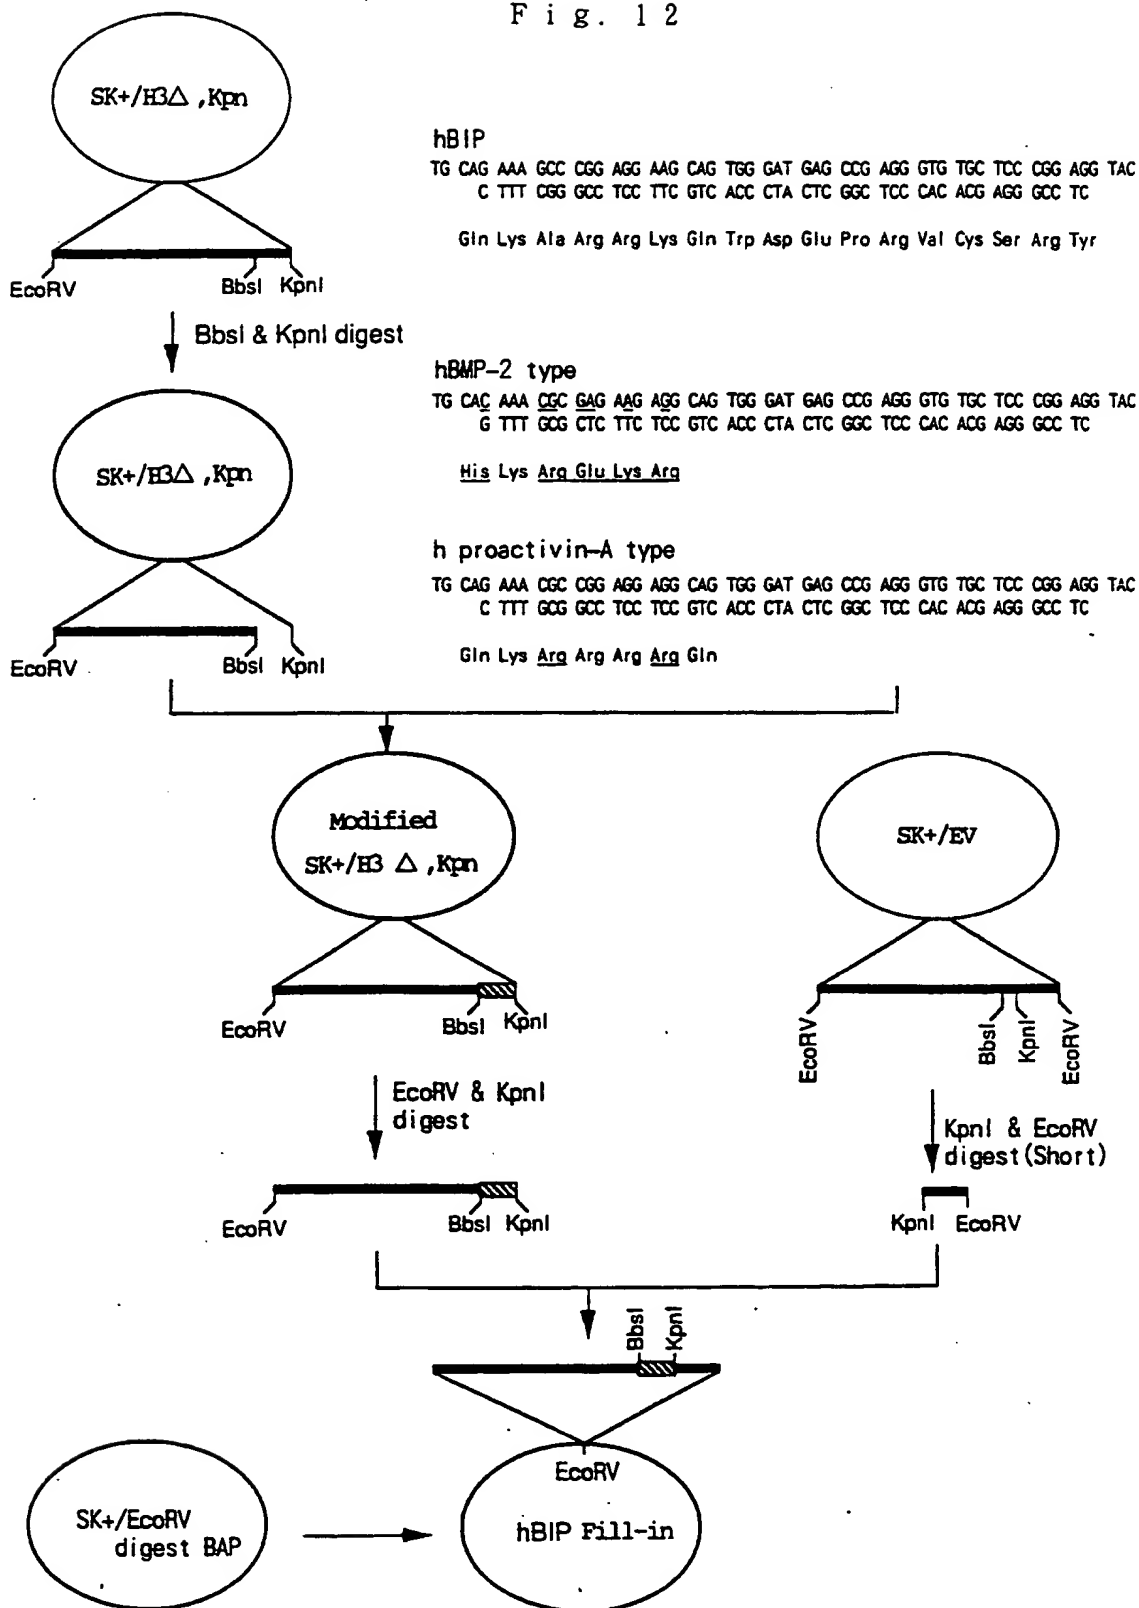 Fig. 12
SK+/H3△ ,Kpn
EcoRV
BbsI
KpnI
BbsI & KpnI digest
hBIP
TG CAG AAA GCC CGG AGG AAG CAG TGG GAT GAG CCG AGG GTG TGC TCC CGG AGG TAC
C TTT CGG GCC TCC TTC GTC ACC CTA CTC GGC TCC CAC ACG AGG GCC TC
Gln Lys Ala Arg Arg Lys Gln Trp Asp Glu Pro Arg Val Cys Ser Arg Tyr
SK+/H3△ ,Kpn
EcoRV
BbsI
KpnI
hBMP-2 type
TG CAC AAA CGC GAG AAG AGG CAG TGG GAT GAG CCG AGG GTG TGC TCC CGG AGG TAC
G TTT GCG CTC TTC TCC GTC ACC CTA CTC GGC TCC CAC ACG AGG GCC TC
His Lys Arg Glu Lys Arg
h proactivin-A type
TG CAG AAA CGC CGG AGG AGG CAG TGG GAT GAG CCG AGG GTG TGC TCC CGG AGG TAC
C TTT GCG GCC TCC TCC GTC ACC CTA CTC GGC TCC CAC ACG AGG GCC TC
Gln Lys Arg Arg Arg Arg Gln
Modified
SK+/H3 △ ,Kpn
EcoRV
BbsI
KpnI
SK+/EV
EcoRV
BbsI
KpnI
EcoRV
EcoRV & KpnI
digest
KpnI & EcoRV
digest(Short)
EcoRV
BbsI
KpnI
KpnI
EcoRV
BbsI
KpnI
EcoRV
hBIP Fill-in
SK+/EcoRV
digest BAP